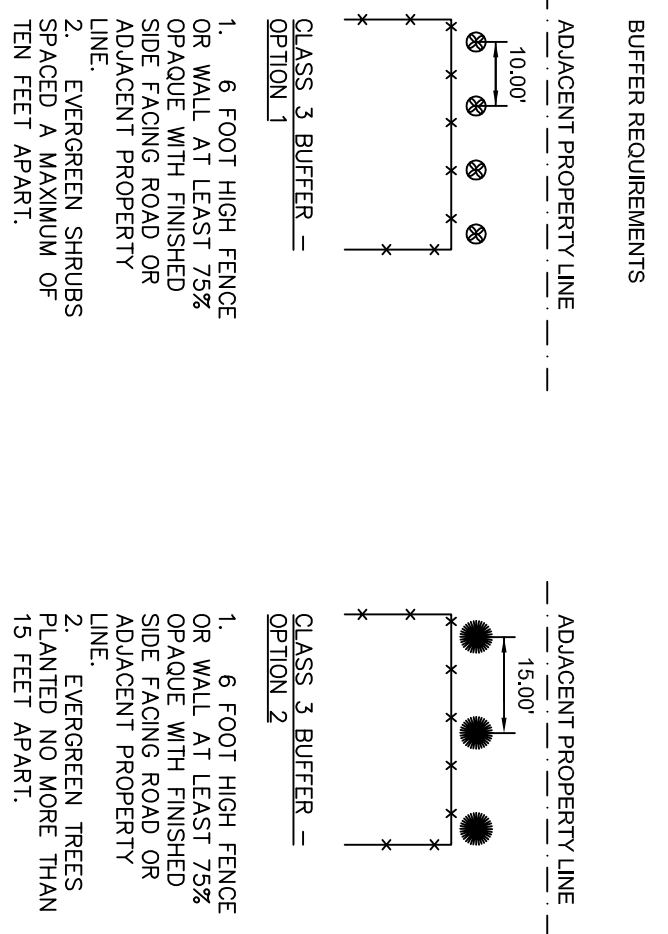 BUFFER REQUIREMENTS
ADJACENT PROPERTY LINE
10.00'
CLASS 3 BUFFER –
OPTION 1
1. 6 FOOT HIGH FENCE
OR WALL AT LEAST 75%
OPAQUE WITH FINISHED
SIDE FACING ROAD OR
ADJACENT PROPERTY
LINE.
2. EVERGREEN SHRUBS
SPACED A MAXIMUM OF
TEN FEET APART.
ADJACENT PROPERTY LINE
15.00'
CLASS 3 BUFFER –
OPTION 2
1. 6 FOOT HIGH FENCE
OR WALL AT LEAST 75%
OPAQUE WITH FINISHED
SIDE FACING ROAD OR
ADJACENT PROPERTY
LINE.
2. EVERGREEN TREES
PLANTED NO MORE THAN
15 FEET APART.